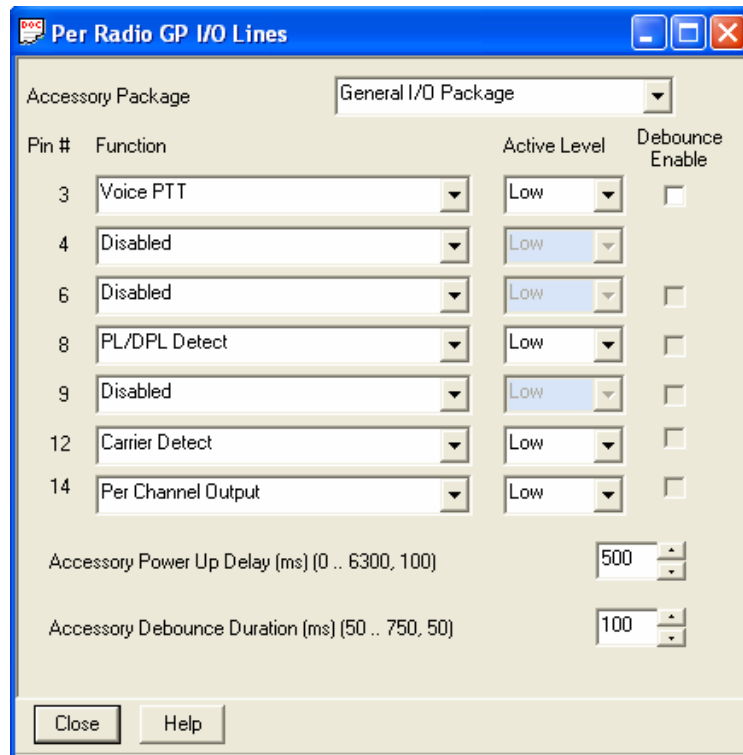 DOC Per Radio GP I/O Lines
Accessory Package General I/O Package
Pin # Function Active Level Debounce Enable
3 Voice PTT Low
4 Disabled Low
6 Disabled Low
8 PL/DPL Detect Low
9 Disabled Low
12 Carrier Detect Low
14 Per Channel Output Low
Accessory Power Up Delay (ms) (0 .. 6300, 100) 500
Accessory Debounce Duration (ms) (50 .. 750, 50) 100
Close Help